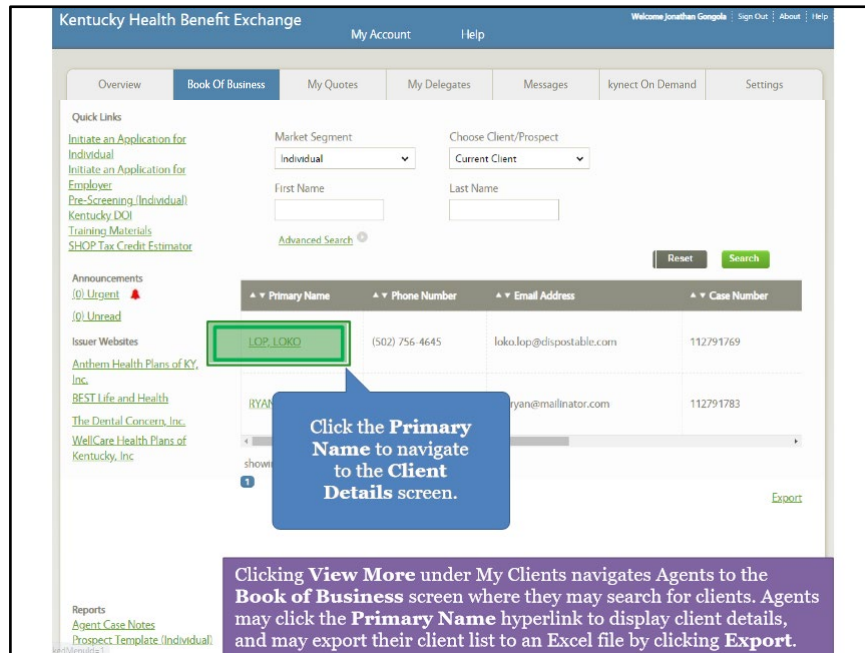 Kentucky Health Benefit Exchange
Welcome Jonathan Gongola Sign Out About Help
My Account Help
Overview Book Of Business My Quotes My Delegates Messages kynect On Demand Settings
Quick Links
Initiate an Application for
Individual
Initiate an Application for
Employer
Pre-Screening (Individual)
Kentucky DOI
Training Materials
SHOP Tax Credit Estimator
Announcements
(0) Urgent
(0) Unread
Issuer Websites
Anthem Health Plans of KY,
Inc.
BEST Life and Health
The Dental Concern, Inc.
WellCare Health Plans of
Kentucky, Inc
Market Segment Choose Client/Prospect
Individual Current Client
First Name Last Name
Advanced Search
Reset Search
Primary Name Phone Number Email Address Case Number
LOP, LOKO (502) 756-4645 loko.lop@dispostable.com 112791769
RYAN ryan@mailinator.com 112791783
showi
1
Export
Click the Primary
Name to navigate
to the Client
Details screen.
Reports
Agent Case Notes
Prospect Template (Individual)
Clicking View More under My Clients navigates Agents to the
Book of Business screen where they may search for clients. Agents
may click the Primary Name hyperlink to display client details,
and may export their client list to an Excel file by clicking Export.